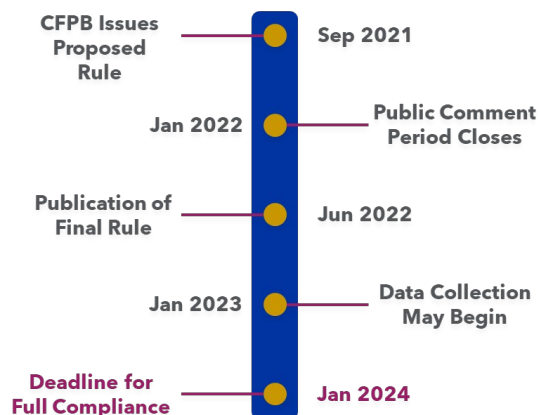 CFPB Issues
Proposed
Rule
Sep 2021
Jan 2022
Public Comment
Period Closes
Publication of
Final Rule
Jun 2022
Jan 2023
Data Collection
May Begin
Deadline for
Full Compliance
Jan 2024